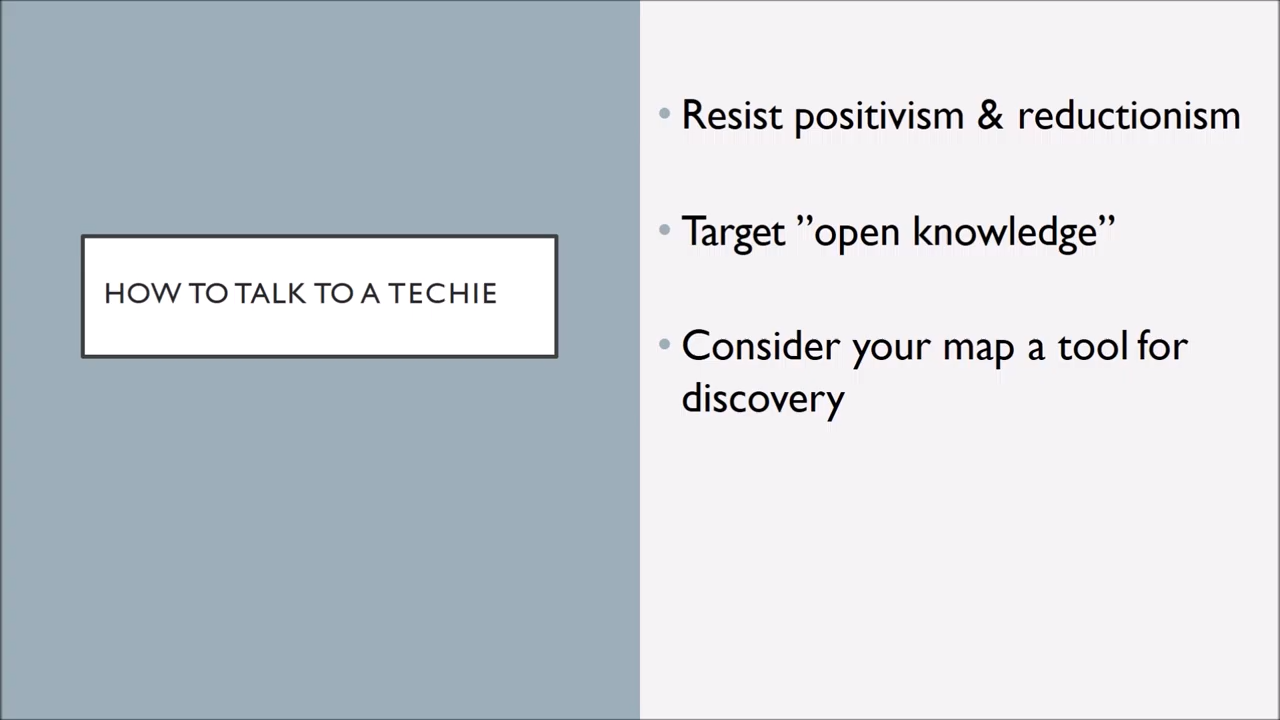 HOW TO TALK TO A TECHIE
• Resist positivism & reductionism
• Target ”open knowledge”
• Consider your map a tool for
discovery